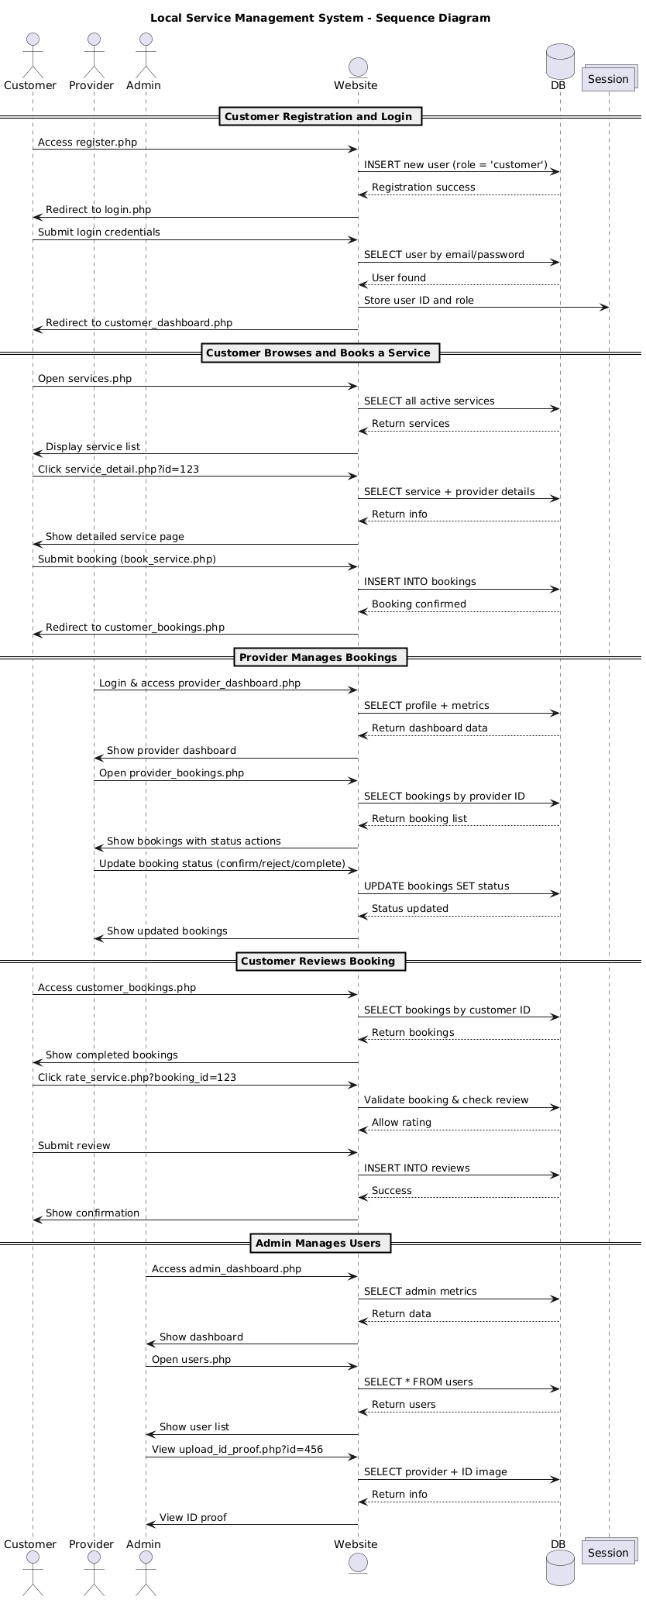 Local Service Management System - Sequence Diagram
Customer Provider Admin Website DB Session
Customer Registration and Login
Access register.php
INSERT new user (role = 'customer')
Registration success
Redirect to login.php
Submit login credentials
SELECT user by email/password
User found
Store user ID and role
Redirect to customer_dashboard.php
Customer Browses and Books a Service
Open services.php
SELECT all active services
Return services
Display service list
Click service_detail.php?id=123
SELECT service + provider details
Return info
Show detailed service page
Submit booking (book_service.php)
INSERT INTO bookings
Booking confirmed
Redirect to customer_bookings.php
Provider Manages Bookings
Login & access provider_dashboard.php
SELECT profile + metrics
Return dashboard data
Show provider dashboard
Open provider_bookings.php
SELECT bookings by provider ID
Return booking list
Show bookings with status actions
Update booking status (confirm/reject/complete)
UPDATE bookings SET status
Status updated
Show updated bookings
Customer Reviews Booking
Access customer_bookings.php
SELECT bookings by customer ID
Return bookings
Show completed bookings
Click rate_service.php?booking_id=123
Validate booking & check review
Allow rating
Submit review
INSERT INTO reviews
Success
Show confirmation
Admin Manages Users
Access admin_dashboard.php
SELECT admin metrics
Return data
Show dashboard
Open users.php
SELECT * FROM users
Return users
Show user list
View upload_id_proof.php?id=456
SELECT provider + ID image
Return info
View ID proof
Customer Provider Admin Website DB Session